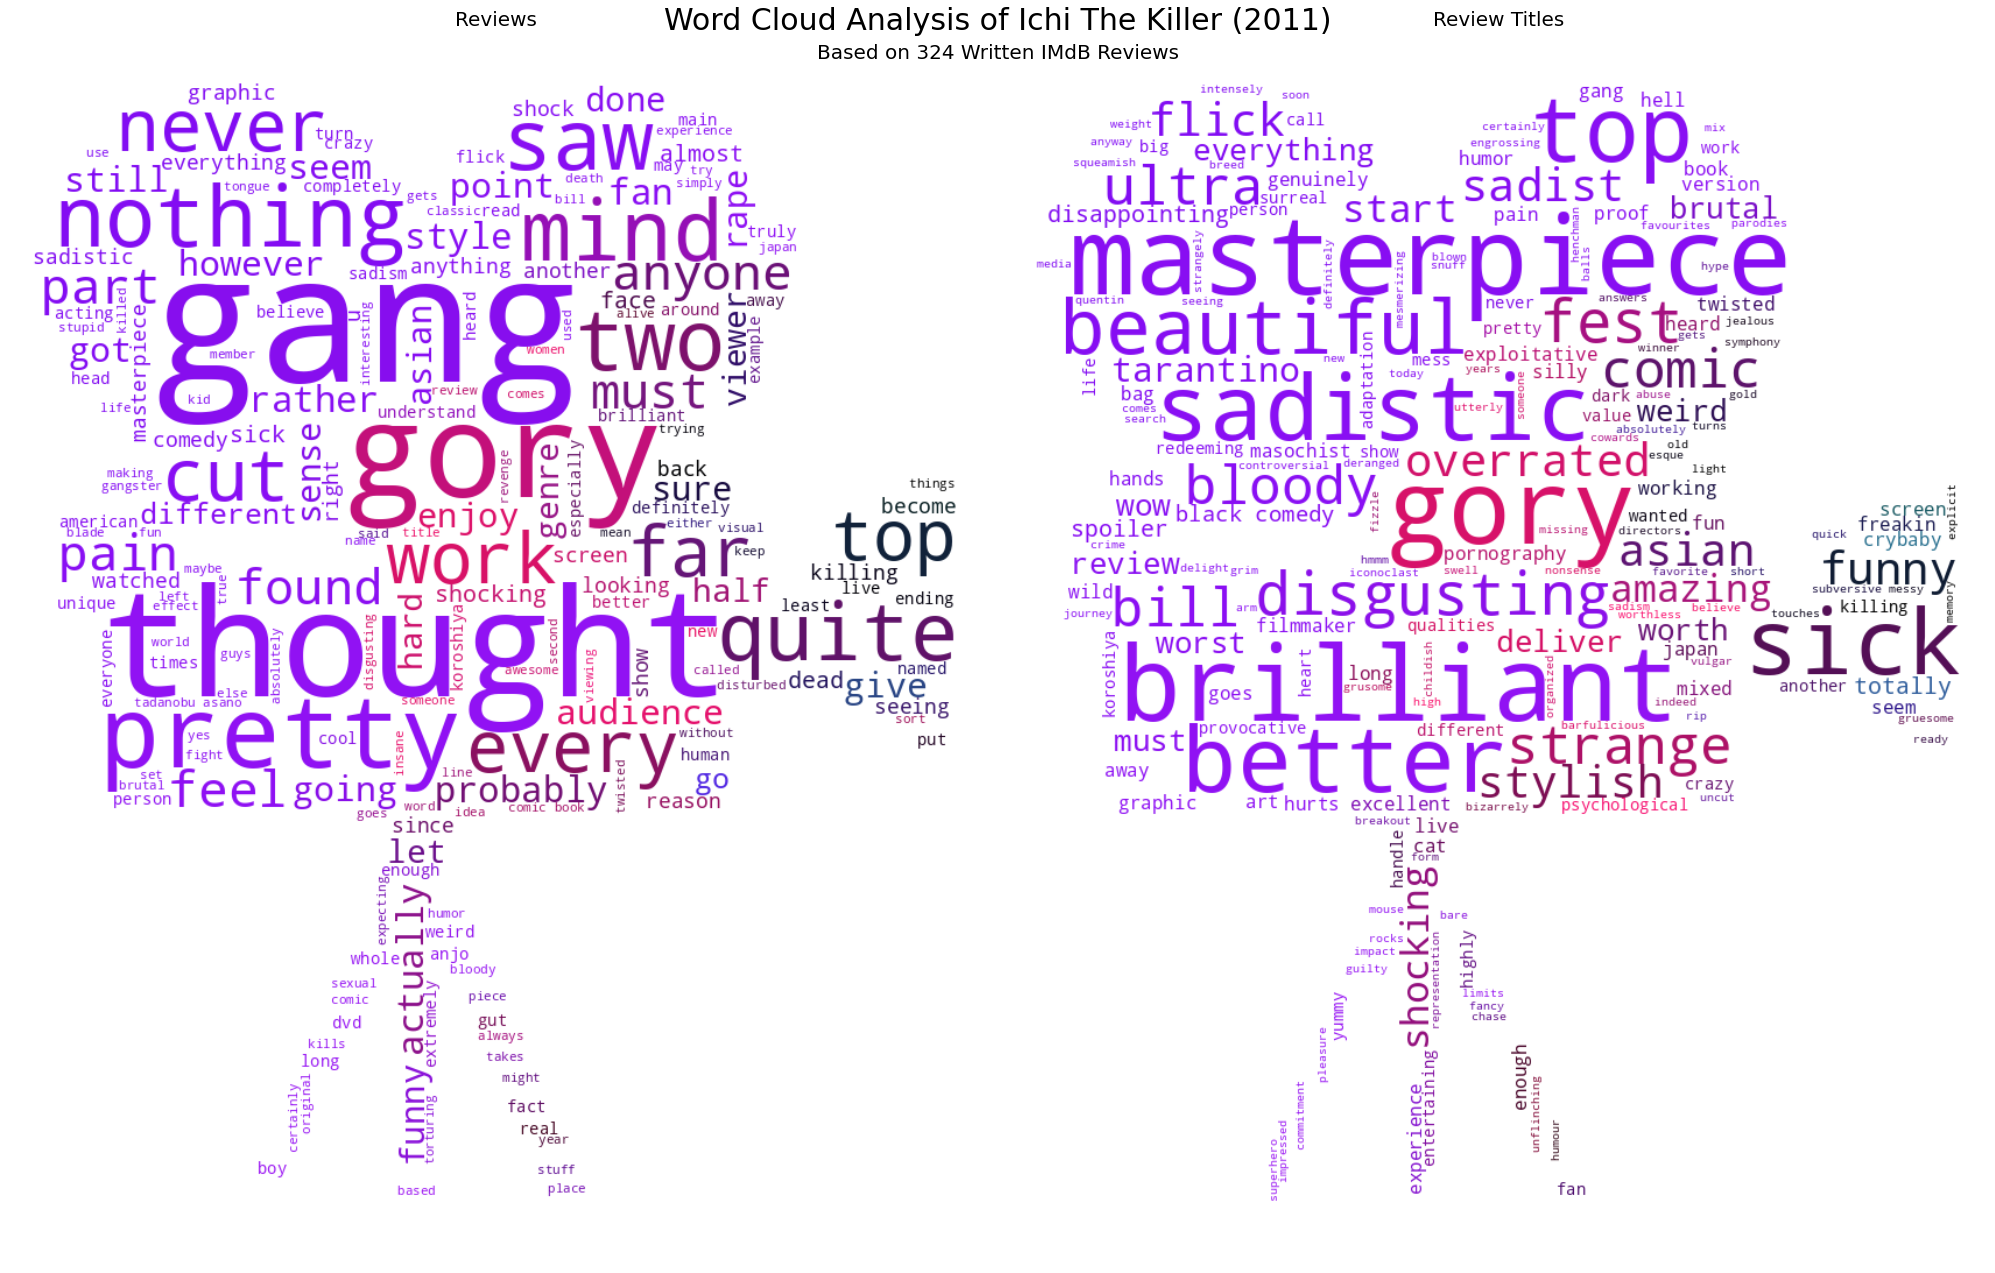 Reviews
Word Cloud Analysis of Ichi The Killer (2011)
Review Titles
Based on 324 Written IMdB Reviews
graphic
never
turn
crazy
use
everything
seem
still
tongue
completely
nothing
gets
shock
done
saw
main
experience
flick
almost
may
try
death
simply
point
bill
fan
rape
classic
read
style
mind
truly
japan
sadistic
however
sadism
anything
another
anyone
part
killed
gang
believe
u
heard
face
alive
around
away
acting
stupid
masterpiece
interesting
asian
used
two
viewer
example
got
member
women
head
kid
rather
review
comes
must
life
understand
brilliant
trying
comedy
sick
gory
cut
sense
right
revenge
genre
especially
back
sure
making
gangster
different
enjoy
definitely
things
american
blade
fun
said
title
mean
either
visual
become
name
pain
work
screen
far
keep
top
maybe
watched
true
found
shocking
looking
better
half
killing
live
unique
left
effect
hard
koroshiya
least
ending
thought
everyone
world
times
guys
absolutely
disgusting
second
new
quite
awesome
viewing
show
called
disturbed
dead
named
else
tadanobu asano
someone
give
pretty
audience
seeing
sort
yes
cool
insane
every
without
put
fight
human
set
brutal
person
feel
going
line
probably
twisted
go
reason
goes
word
idea
comic book
since
let
enough
expecting
actually
humor
weird
whole
anjo
bloody
sexual
comic
extremely
piece
dvd
gut
always
kills
long
takes
might
certainly
original
funny
torturing
fact
real
year
boy
stuff
based
place
intensely
soon
weight
flick
call
anyway
big
everything
squeamish
breed
ultra
genuinely
surreal
disappointing
person
gang
hell
certainly
top
mix
engrossing
humor
work
book
sadist
version
start
pain
henchman
proof
brutal
favourites
parodies
masterpiece
media
strangely
definitely
mesmerizing
blown
snuff
balls
hype
quentin
seeing
never
answers
twisted
beautiful
fest
heard
jealous
pretty
gets
symphony
life
tarantino
adaptation
new
mess
exploitative
winner
today
years
silly
comic
bag
comes
search
sadistic
utterly
someone
dark
abuse
gold
value
weird
absolutely
turns
redeeming
masochist
show
cowards
old
esque
controversial
deranged
overrated
hands
bloody
light
wow
fizzle
gory
working
black comedy
spoiler
missing
wanted
fun
directors
crime
pornography
asian
review
delight
grim
hmmm
iconoclast
swell
nonsense
favorite
short
wild
disgusting
amazing
journey
bill
arm
sadism
believe
worthless
koroshiya
filmmaker
qualities
worth
worst
deliver
japan
vulgar
brilliant
heart
long
childish
goes
grusome
high
organized
mixed
indeed
rip
provocative
different
barfulicious
must
better
strange
away
stylish
crazy
uncut
graphic
art
hurts
excellent
bizarrely
psychological
explicit
screen
freakin
quick
crybaby
funny
subversive
messy
memory
touches
killing
sick
another
totally
seem
gruesome
ready
breakout
live
handle
cat
form
shocking
mouse
bare
rocks
impact
representation
highly
guilty
limits
yummy
fancy
chase
pleasure
enough
entertaining
commitment
experience
unflinching
humour
superhero
impressed
fan